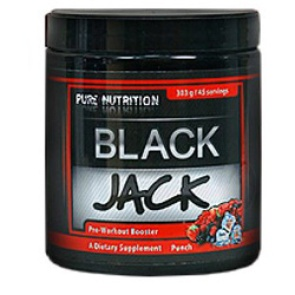 303 g / 45 servings
PURE NUTRITION
BLACK
JACK
Pre-Workout Booster
A Dietary Supplement Punch